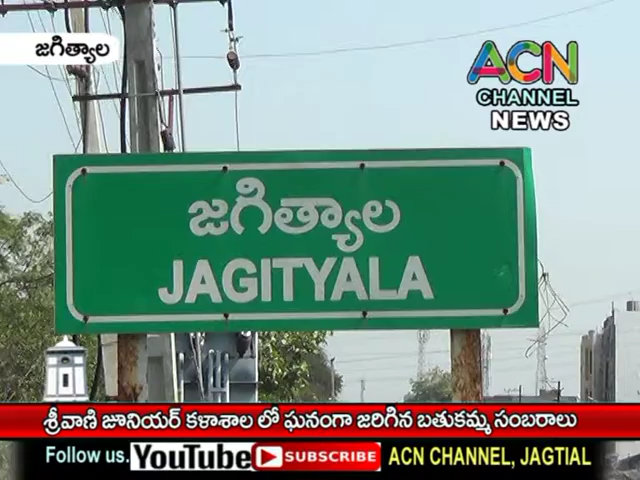 జగిత్యాల
ACN
CHANNEL
NEWS
జగిత్యాల
JAGITYALA
శ్రీవాణి జూనియర్ కళాశాల లో ఘనంగా జరిగిన బతుకమ్మ సంబరాలు
Follow us. YouTube SUBSCRIBE ACN CHANNEL, JAGTIAL